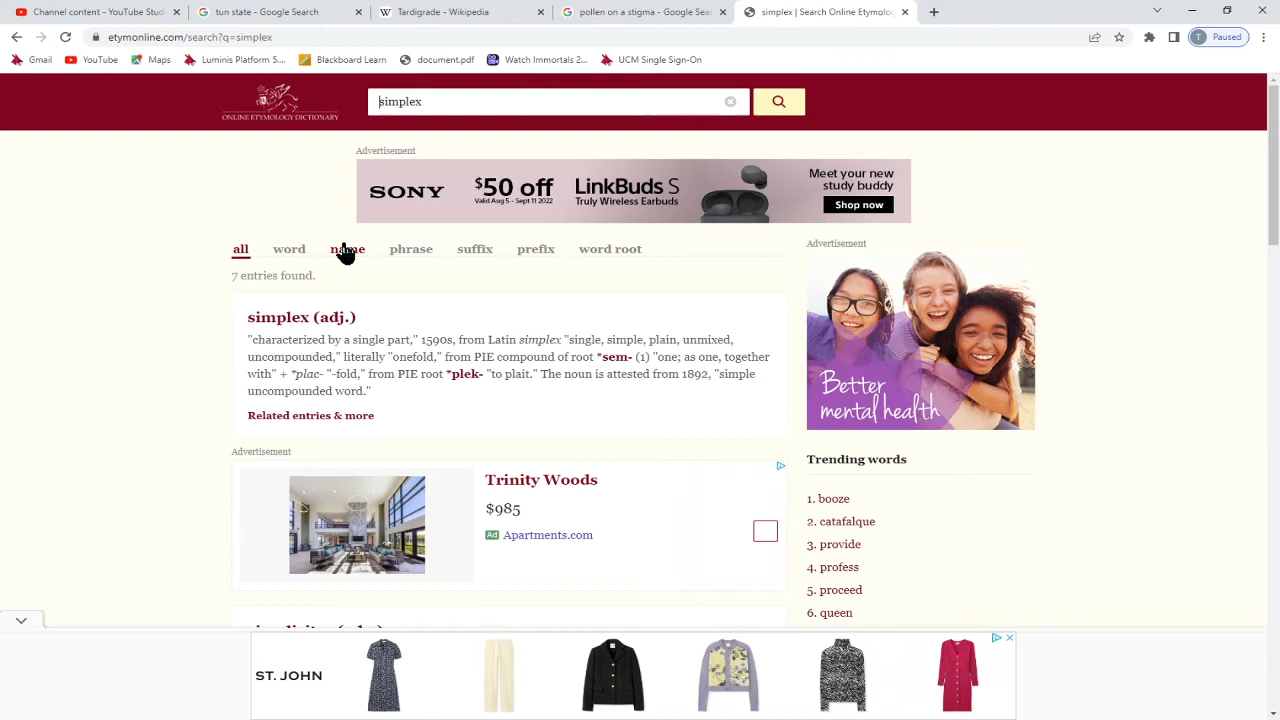 Channel content - YouTube Studio
tun state - Google Search
Tardigrade - Wikipedia
pollen on a stigma - Google Sear
simplex | Search Online Etymolog
etymonline.com/search?q=simplex
Paused
Gmail
YouTube
Maps
Luminis Platform 5....
Blackboard Learn
document.pdf
Watch Immortals 2...
UCM Single Sign-On
ONLINE ETYMOLOGY DICTIONARY
simplex
Advertisement
SONY
$50 off
Valid Aug 5 - Sept 11 2022
LinkBuds S
Truly Wireless Earbuds
Meet your new
study buddy
Shop now
all word name phrase suffix prefix word root
7 entries found.
simplex (adj.)
"characterized by a single part," 1590s, from Latin simplex "single, simple, plain, unmixed,
uncompounded," literally "onefold," from PIE compound of root *sem- (1) "one; as one, together
with" + *plac- "-fold," from PIE root *plek- "to plait." The noun is attested from 1892, "simple
uncompounded word."
Related entries & more
Advertisement
Trinity Woods
$985
Ad Apartments.com
Advertisement
Better
mental health
Trending words
1. booze
2. catafalque
3. provide
4. profess
5. proceed
6. queen
ST. JOHN